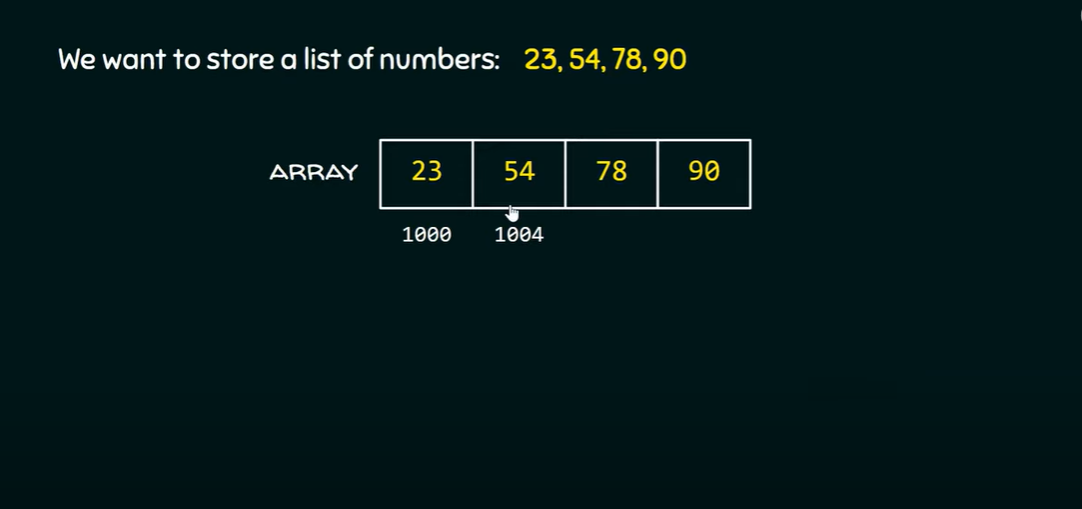 We want to store a list of numbers: 23, 54, 78, 90
ARRAY 23 54 78 90
1000 1004